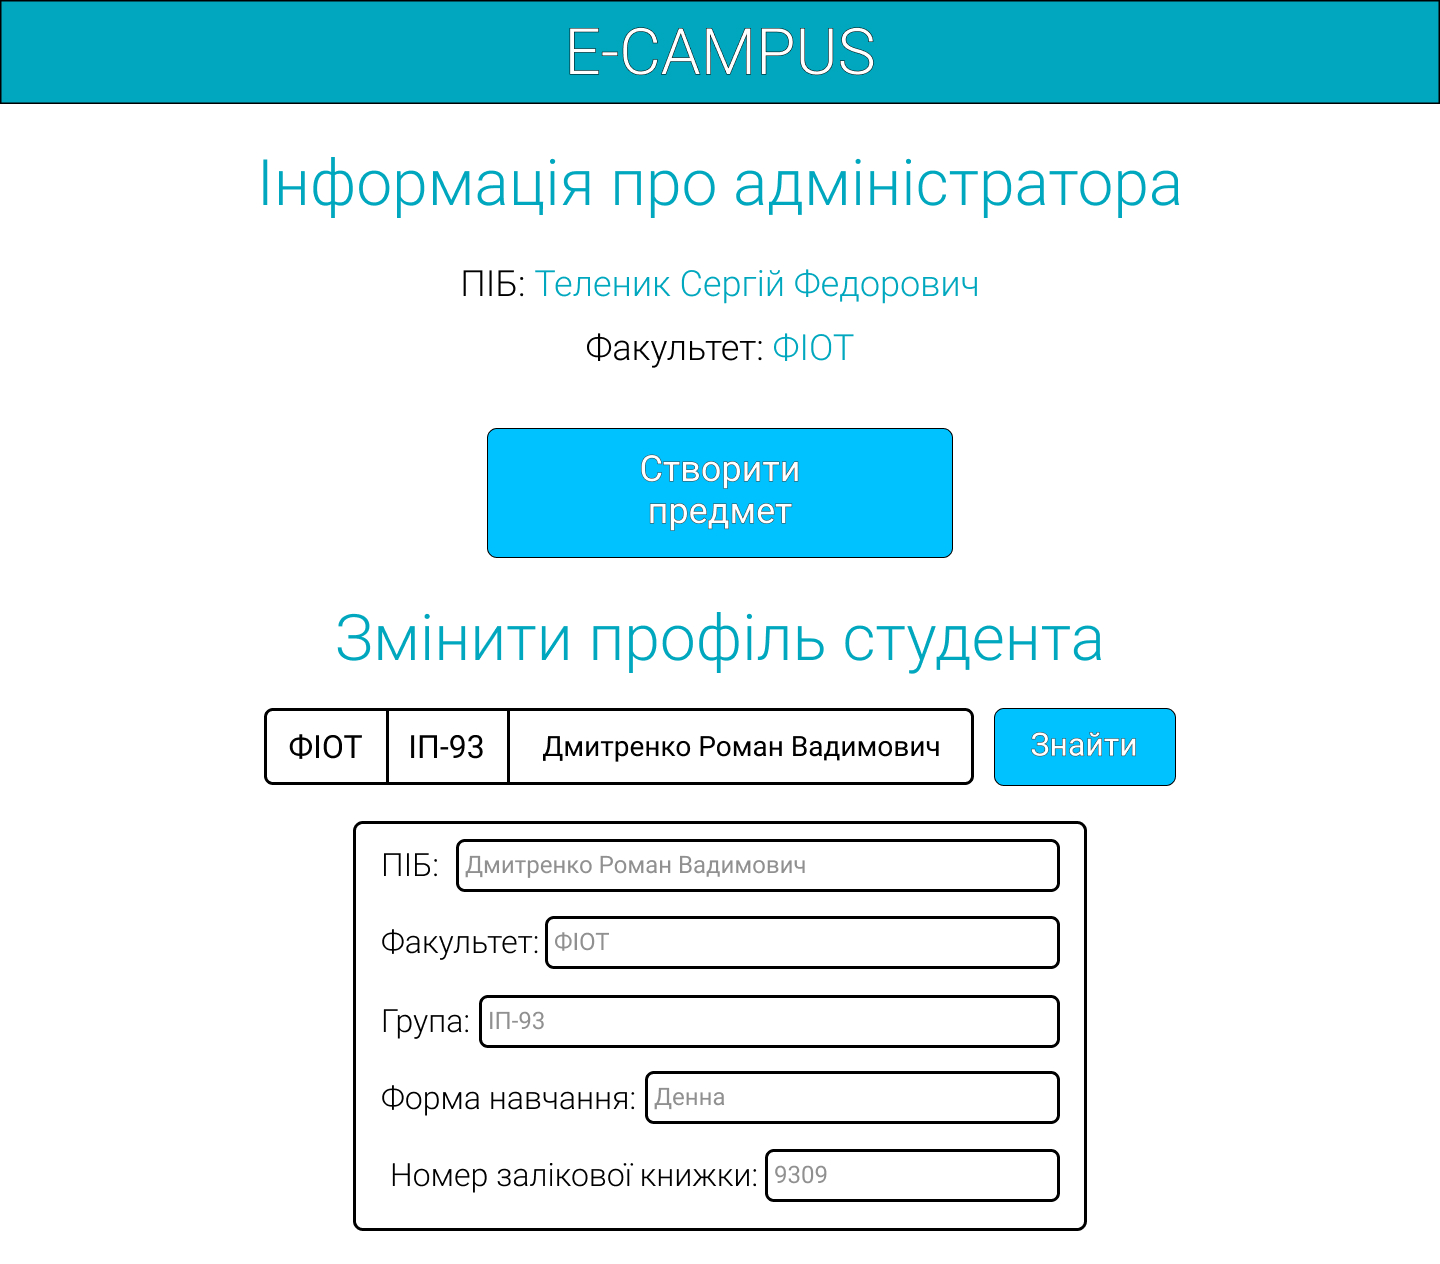 E-CAMPUS
Інформація про адміністратора
ПІБ: Теленик Сергій Федорович
Факультет: ФІОТ
Створити
предмет
Змінити профіль студента
ФІОТ ІП-93 Дмитренко Роман Вадимович Знайти
ПІБ: Дмитренко Роман Вадимович
Факультет: ФІОТ
Група: ІП-93
Форма навчання: Денна
Номер залікової книжки: 9309